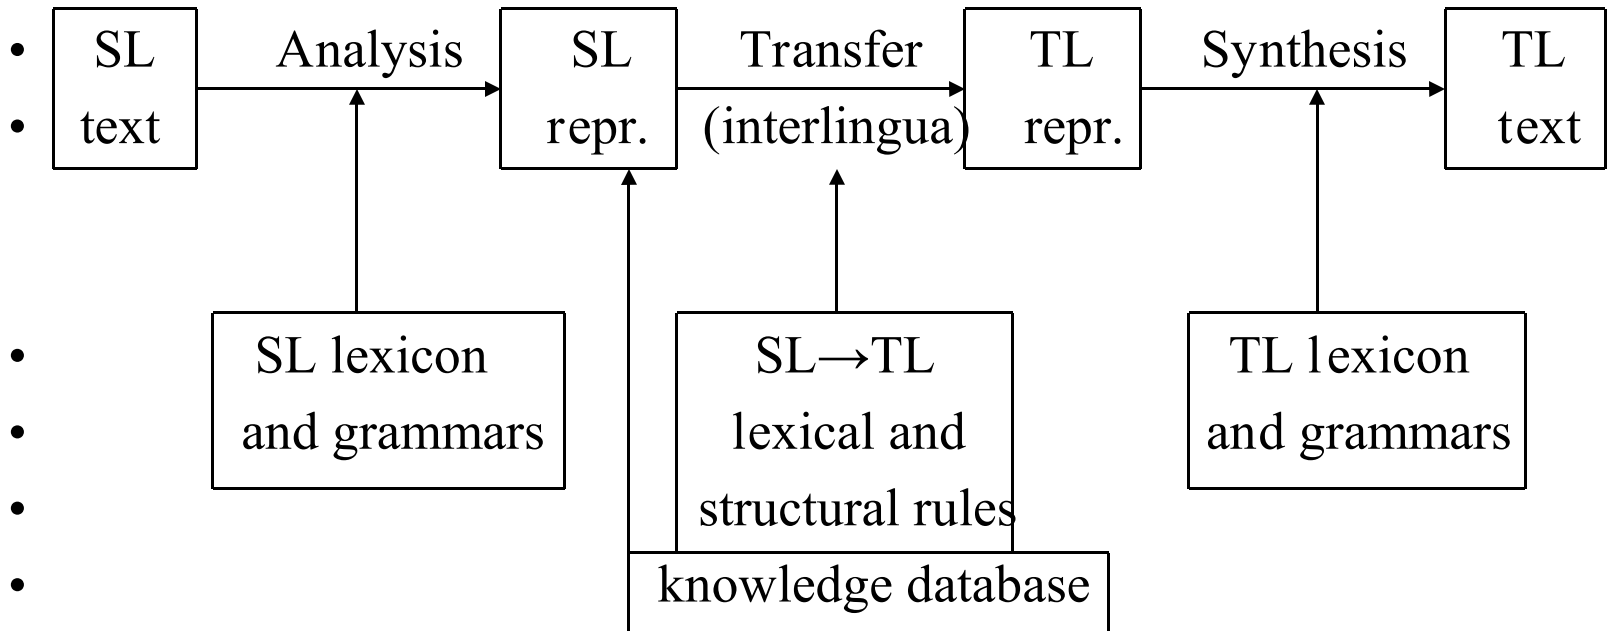 • SL Analysis SL Transfer TL Synthesis TL
• text repr. (interlingua) repr. text
• SL lexicon SL→TL TL lexicon
• and grammars lexical and and grammars
• structural rules
• knowledge database